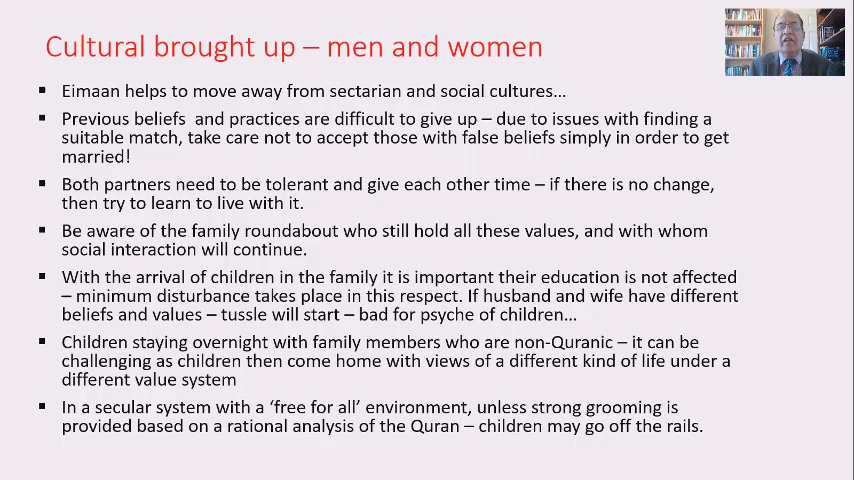 Cultural brought up – men and women
▪ Eimaan helps to move away from sectarian and social cultures…
▪ Previous beliefs and practices are difficult to give up – due to issues with finding a
suitable match, take care not to accept those with false beliefs simply in order to get
married!
▪ Both partners need to be tolerant and give each other time – if there is no change,
then try to learn to live with it.
▪ Be aware of the family roundabout who still hold all these values, and with whom
social interaction will continue.
▪ With the arrival of children in the family it is important their education is not affected
– minimum disturbance takes place in this respect. If husband and wife have different
beliefs and values – tussle will start – bad for psyche of children…
▪ Children staying overnight with family members who are non-Quranic – it can be
challenging as children then come home with views of a different kind of life under a
different value system
▪ In a secular system with a ‘free for all’ environment, unless strong grooming is
provided based on a rational analysis of the Quran – children may go off the rails.